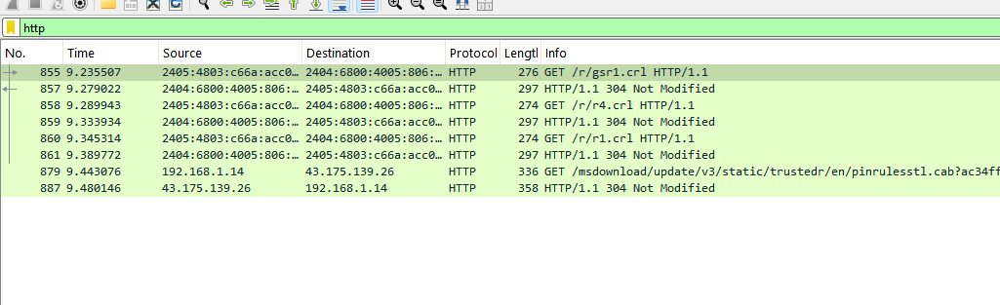 http
No. Time Source Destination Protocol Lengtl Info
855 9.235507 2405:4803:c66a:acc0… 2404:6800:4005:806:… HTTP 276 GET /r/gsr1.crl HTTP/1.1
857 9.279022 2404:6800:4005:806:… 2405:4803:c66a:acc0… HTTP 297 HTTP/1.1 304 Not Modified
858 9.289943 2405:4803:c66a:acc0… 2404:6800:4005:806:… HTTP 274 GET /r/r4.crl HTTP/1.1
859 9.333934 2404:6800:4005:806:… 2405:4803:c66a:acc0… HTTP 297 HTTP/1.1 304 Not Modified
860 9.345314 2405:4803:c66a:acc0… 2404:6800:4005:806:… HTTP 274 GET /r/r1.crl HTTP/1.1
861 9.389772 2404:6800:4005:806:… 2405:4803:c66a:acc0… HTTP 297 HTTP/1.1 304 Not Modified
879 9.443076 192.168.1.14 43.175.139.26 HTTP 336 GET /msdownload/update/v3/static/trustedr/en/pinrulesstl.cab?ac34ff
887 9.480146 43.175.139.26 192.168.1.14 HTTP 358 HTTP/1.1 304 Not Modified